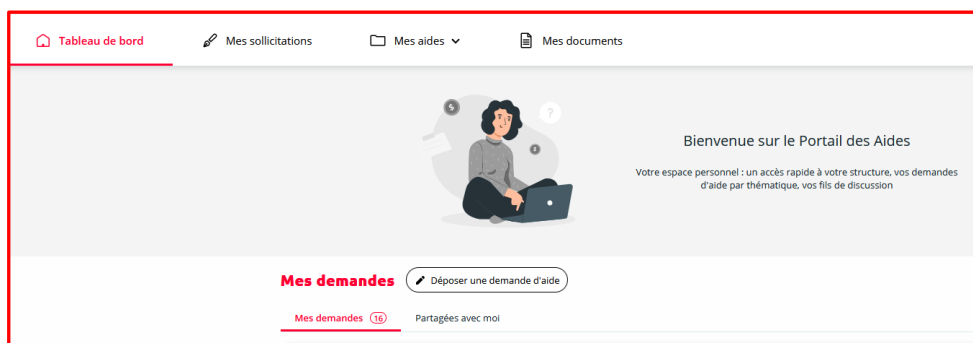 Tableau de bord
Mes sollicitations
Mes aides
Mes documents
$
?
Bienvenue sur le Portail des Aides
Votre espace personnel : un accès rapide à votre structure, vos demandes
d'aide par thématique, vos fils de discussion
Mes demandes
Déposer une demande d'aide
Mes demandes 16
Partagées avec moi